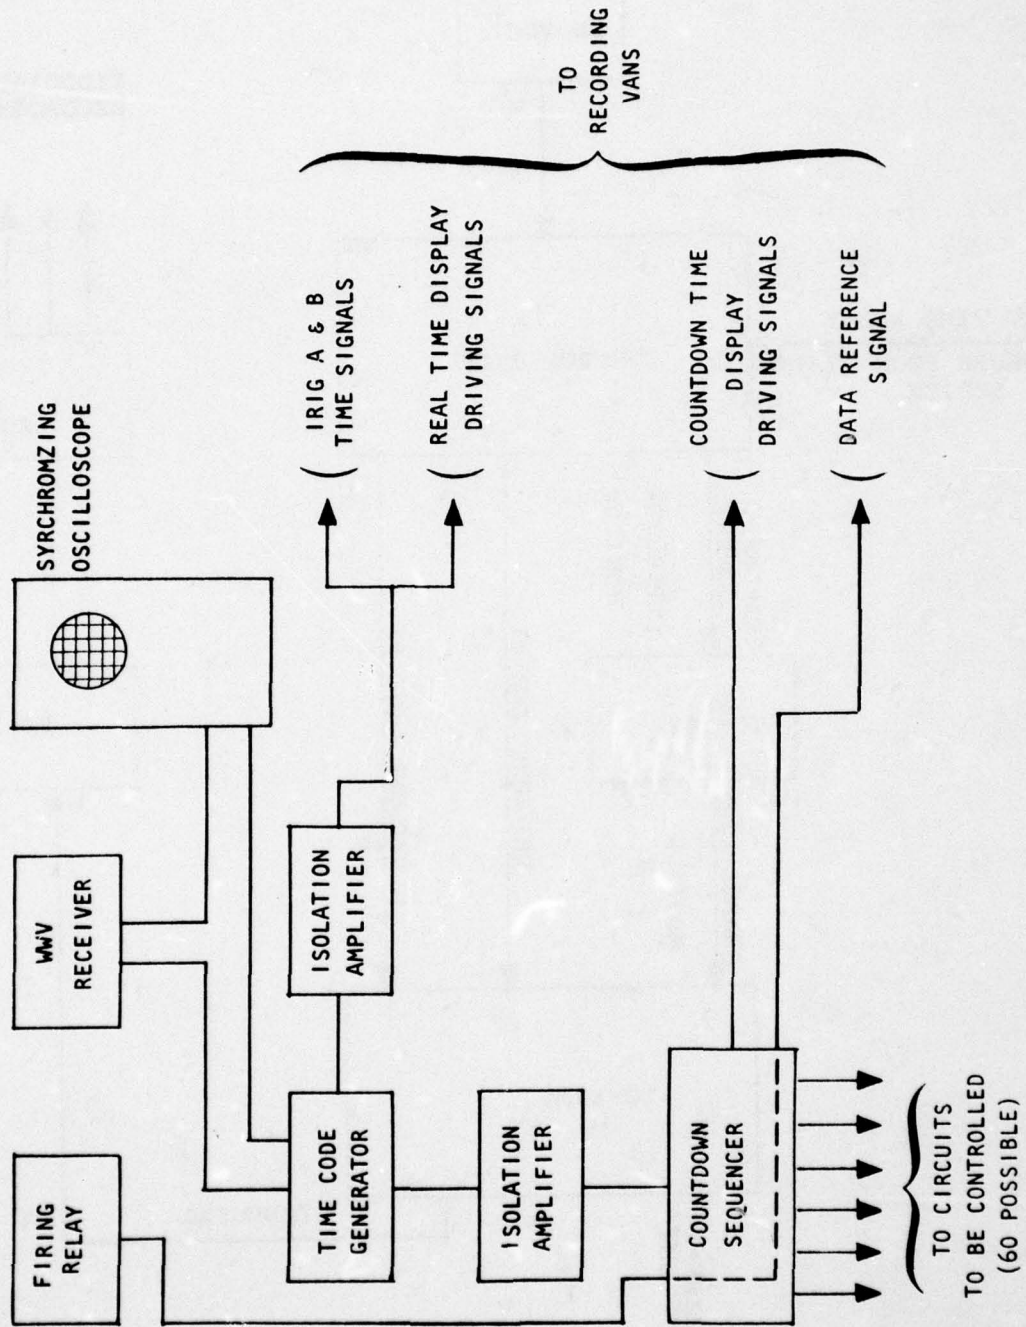 FIRING
RELAY
WWV
RECEIVER
SYRCHROMZING
OSCILLOSCOPE
TIME CODE
GENERATOR
ISOLATION
AMPLIFIER
ISOLATION
AMPLIFIER
COUNTDOWN
SEQUENCER
IRIG A & B
TIME SIGNALS
REAL TIME DISPLAY
DRIVING SIGNALS
COUNTDOWN TIME
DISPLAY
DRIVING SIGNALS
DATA REFERENCE
SIGNAL
TO
RECORDING
VANS
TO CIRCUITS
TO BE CONTROLLED
(60 POSSIBLE)